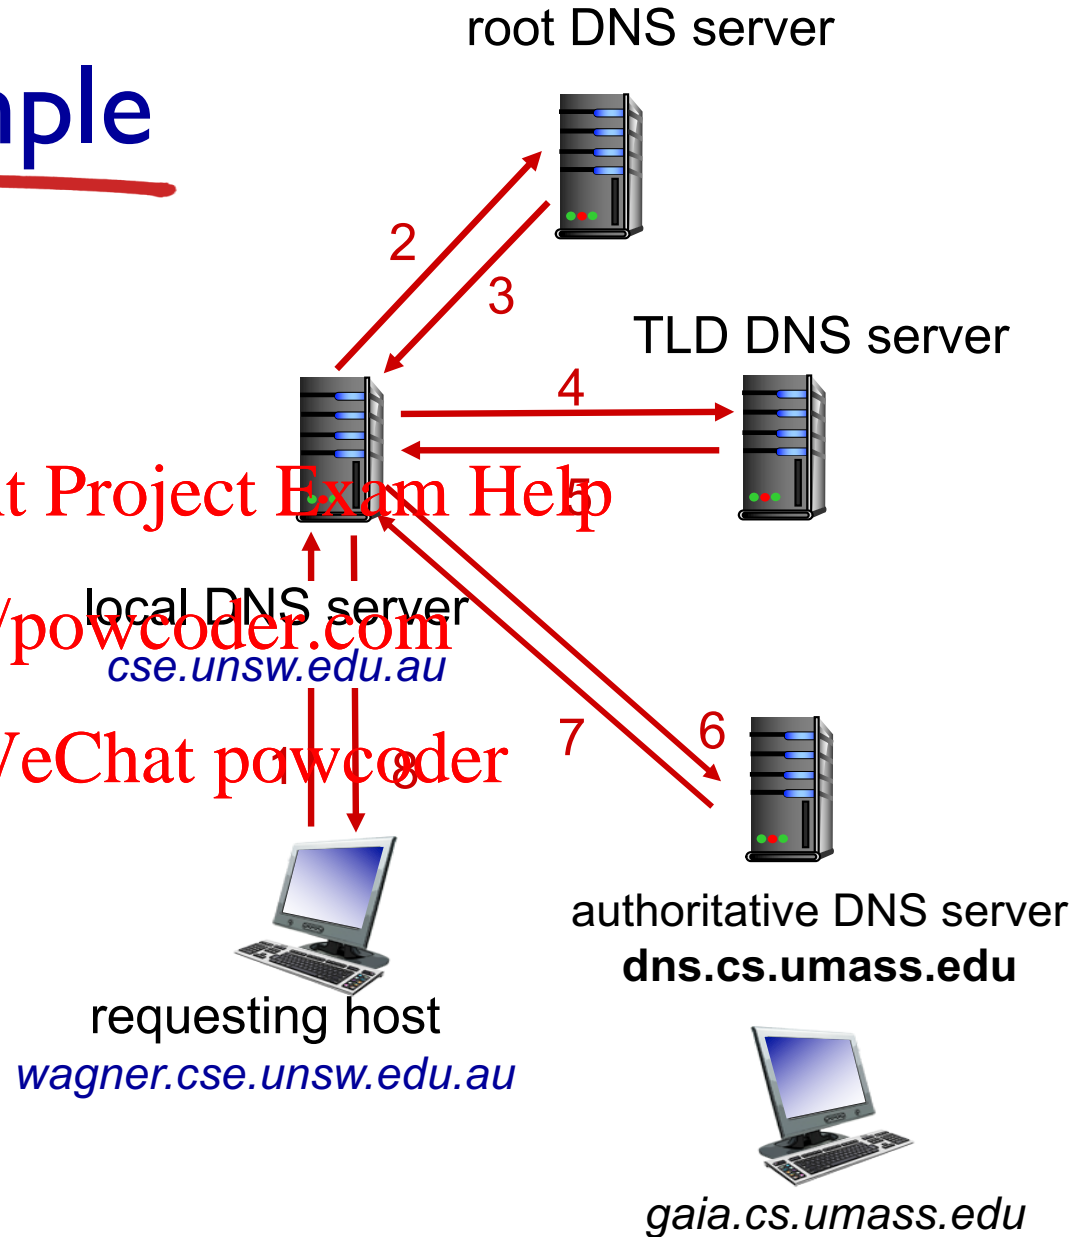 root DNS server
mple
2
3
TLD DNS server
4
t Project Exam Help
5
local DNS server
/powcoder.com
cse.unsw.edu.au
7
6
WeChat powcoder
1
8
authoritative DNS server
dns.cs.umass.edu
requesting host
wagner.cse.unsw.edu.au
gaia.cs.umass.edu